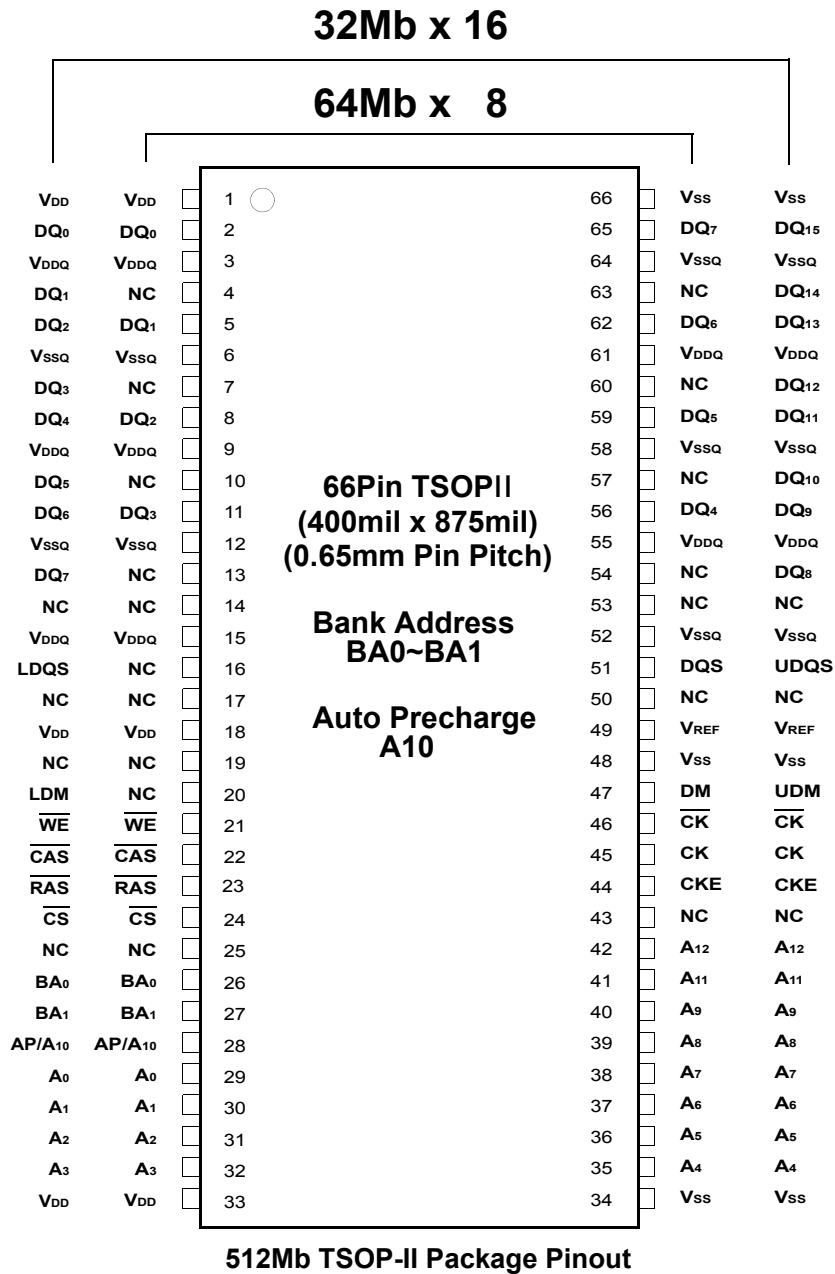 32Mb x 16
64Mb x 8
VDD VDD 1 66 VSS VSS
DQ0 DQ0 2 65 DQ7 DQ15
VDDQ VDDQ 3 64 VSSQ VSSQ
DQ1 NC 4 63 NC DQ14
DQ2 DQ1 5 62 DQ6 DQ13
VSSQ VSSQ 6 61 VDDQ VDDQ
DQ3 NC 7 60 NC DQ12
DQ4 DQ2 8 59 DQ5 DQ11
VDDQ VDDQ 9 58 VSSQ VSSQ
DQ5 NC 10 57 NC DQ10
DQ6 DQ3 11 56 DQ4 DQ9
VSSQ VSSQ 12 55 VDDQ VDDQ
DQ7 NC 13 54 NC DQ8
NC NC 14 53 NC NC
VDDQ VDDQ 15 52 VSSQ VSSQ
LDQS NC 16 51 DQS UDQS
NC NC 17 50 NC NC
VDD VDD 18 49 VREF VREF
NC NC 19 48 VSS VSS
LDM NC 20 47 DM UDM
W̅E̅ W̅E̅ 21 46 C̅K̅ C̅K̅
C̅A̅S̅ C̅A̅S̅ 22 45 CK CK
R̅A̅S̅ R̅A̅S̅ 23 44 CKE CKE
C̅S̅ C̅S̅ 24 43 NC NC
NC NC 25 42 A12 A12
BA0 BA0 26 41 A11 A11
BA1 BA1 27 40 A9 A9
AP/A10 AP/A10 28 39 A8 A8
A0 A0 29 38 A7 A7
A1 A1 30 37 A6 A6
A2 A2 31 36 A5 A5
A3 A3 32 35 A4 A4
VDD VDD 33 34 VSS VSS
66Pin TSOPII
(400mil x 875mil)
(0.65mm Pin Pitch)
Bank Address
BA0~BA1
Auto Precharge
A10
512Mb TSOP-II Package Pinout